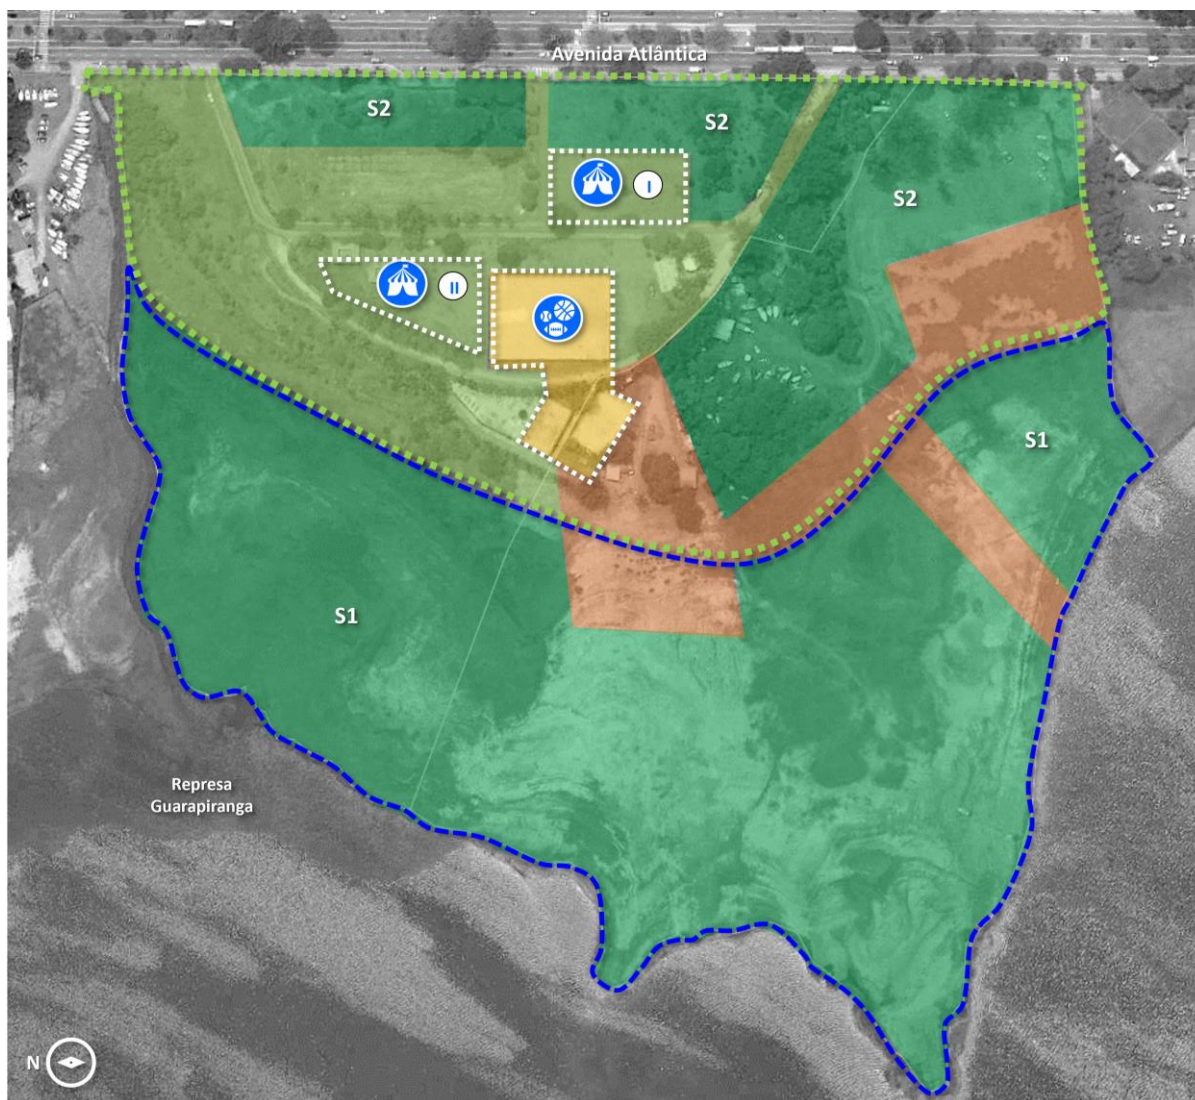 Avenida Atlântica
S2
S2
I
S2
II
S1
S1
Represa
Guarapiranga
N